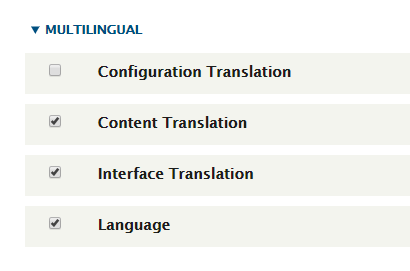 MULTILINGUAL
Configuration Translation
Content Translation
Interface Translation
Language